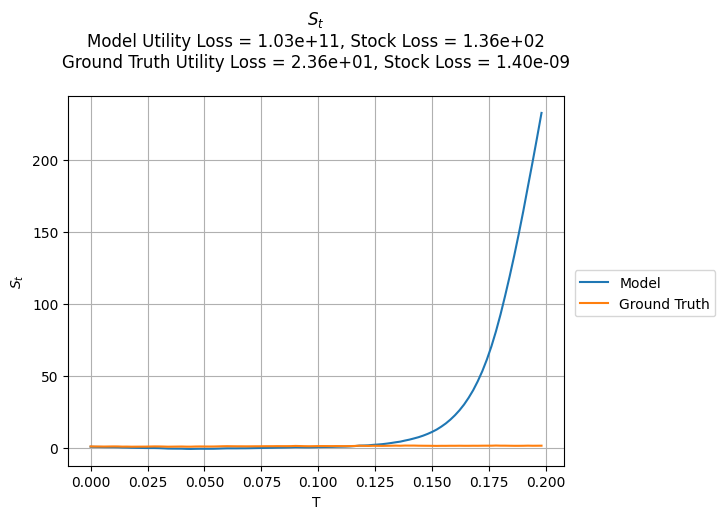 S_t
Model Utility Loss = 1.03e+11, Stock Loss = 1.36e+02
Ground Truth Utility Loss = 2.36e+01, Stock Loss = 1.40e-09
200
150
100
50
0
S_t
0.000 0.025 0.050 0.075 0.100 0.125 0.150 0.175 0.200
T
Model
Ground Truth